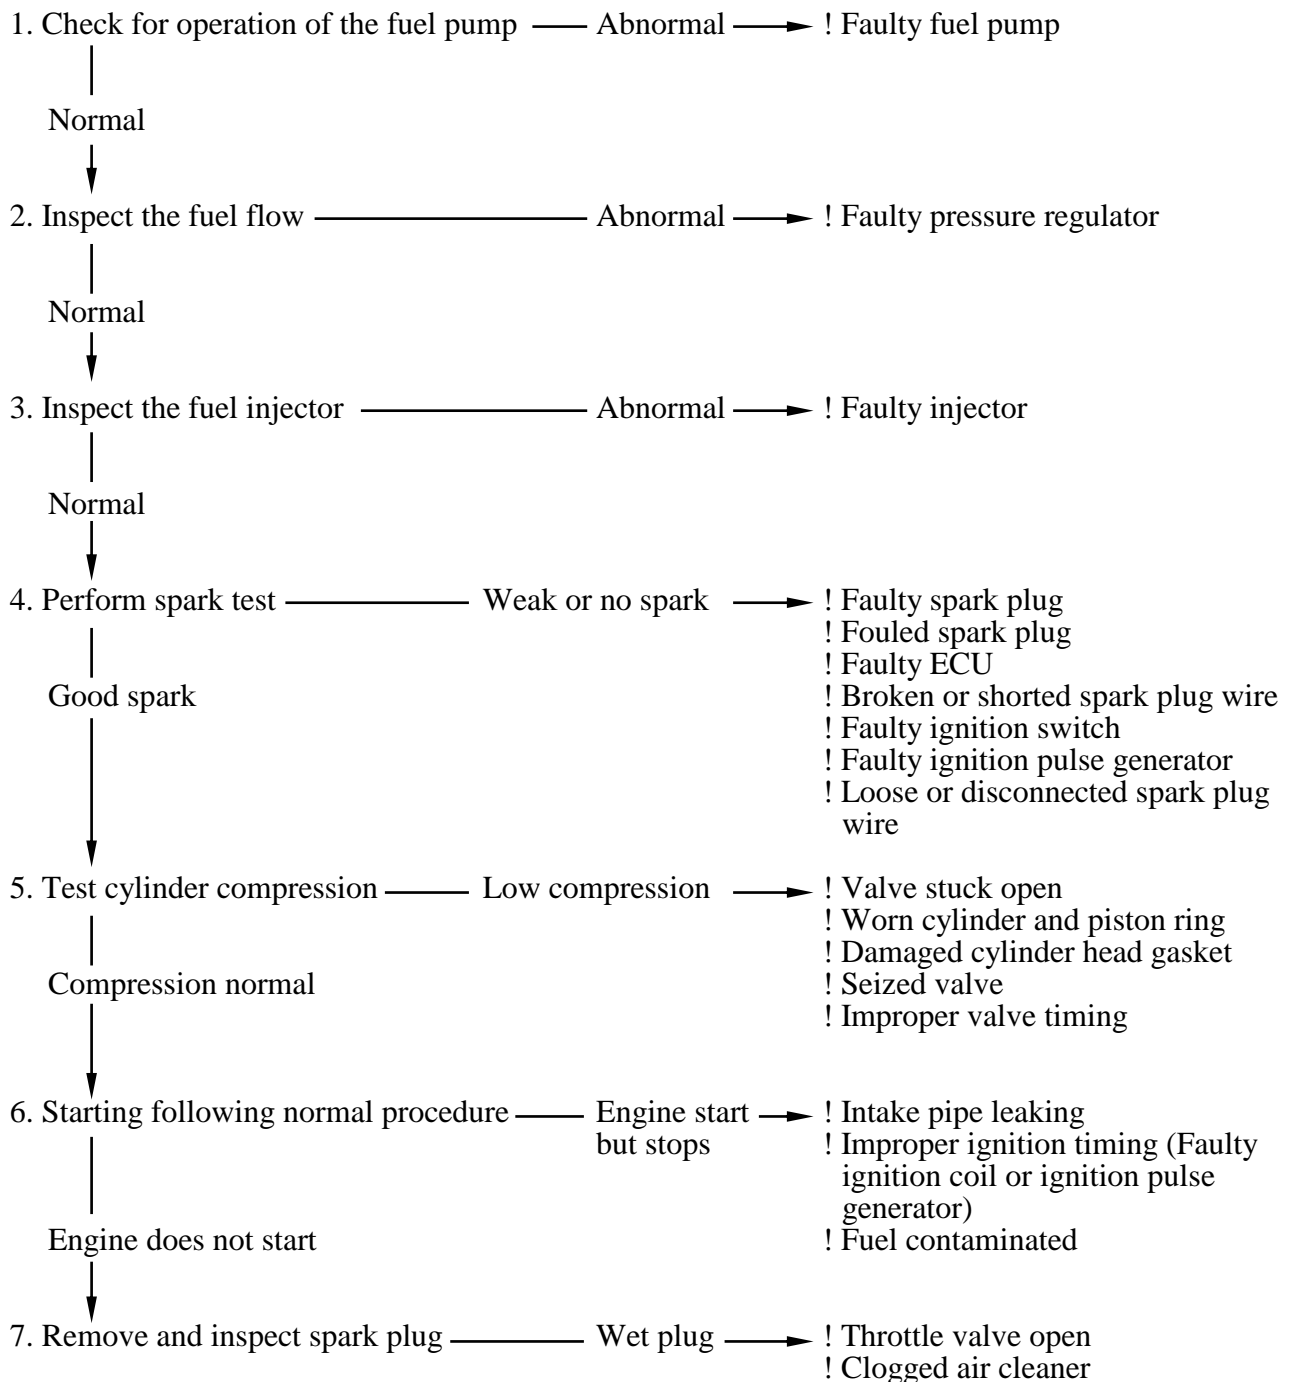 1. Check for operation of the fuel pump Abnormal ! Faulty fuel pump
Normal
2. Inspect the fuel flow Abnormal ! Faulty pressure regulator
Normal
3. Inspect the fuel injector Abnormal ! Faulty injector
Normal
4. Perform spark test Weak or no spark ! Faulty spark plug
! Fouled spark plug
! Faulty ECU
Good spark ! Broken or shorted spark plug wire
! Faulty ignition switch
! Faulty ignition pulse generator
! Loose or disconnected spark plug
wire
5. Test cylinder compression Low compression ! Valve stuck open
! Worn cylinder and piston ring
! Damaged cylinder head gasket
Compression normal ! Seized valve
! Improper valve timing
6. Starting following normal procedure Engine start ! Intake pipe leaking
but stops ! Improper ignition timing (Faulty
ignition coil or ignition pulse
generator)
Engine does not start ! Fuel contaminated
7. Remove and inspect spark plug Wet plug ! Throttle valve open
! Clogged air cleaner